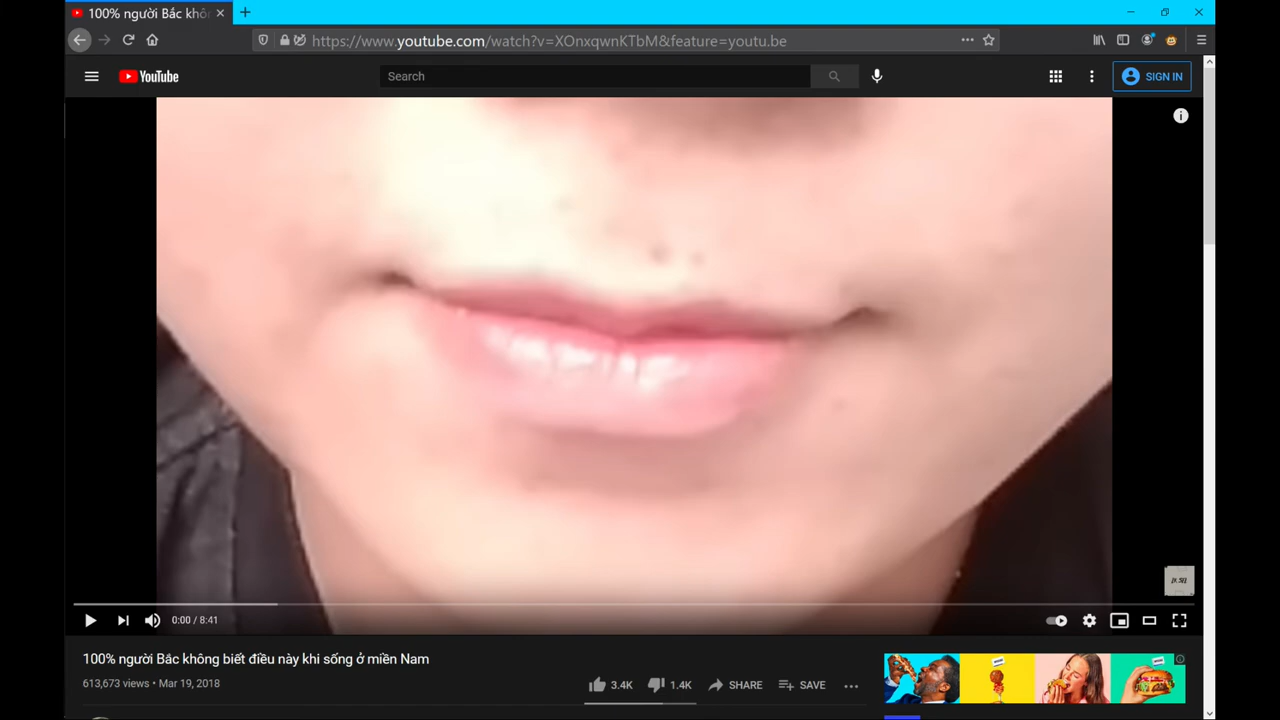 100% người Bắc khôn
https://www.youtube.com/watch?v=XOnxqwnKTbM&feature=youtu.be
YouTube
Search
SIGN IN
0:00 / 8:41
100% người Bắc không biết điều này khi sống ở miền Nam
613,673 views • Mar 19, 2018
3.4K
1.4K
SHARE
SAVE